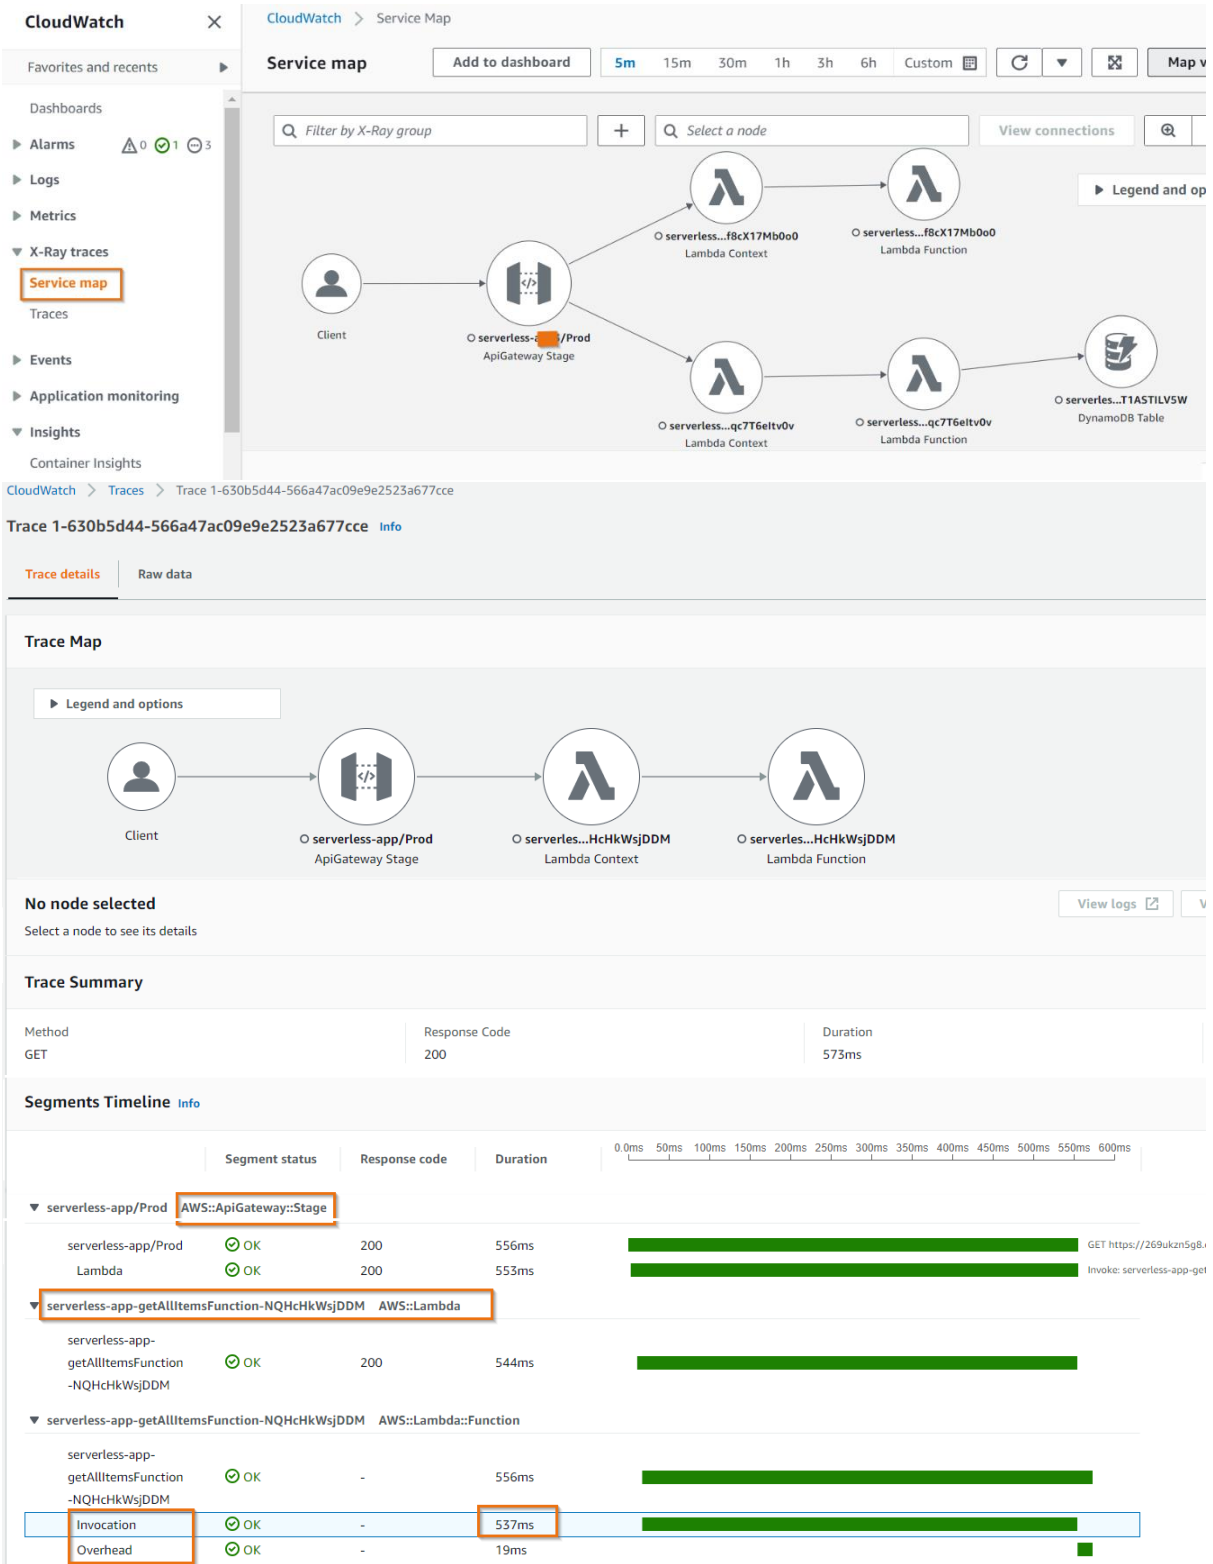 CloudWatch
CloudWatch > Service Map
Favorites and recents
Service map
Add to dashboard
5m 15m 30m 1h 3h 6h Custom
Map v
Dashboards
Alarms 0 1 3
Logs
Metrics
X-Ray traces
Service map
Traces
Events
Application monitoring
Insights
Container Insights
Filter by X-Ray group
Select a node
View connections
Legend and op
serverless...f8cX17Mb0o0
Lambda Context
serverless...f8cX17Mb0o0
Lambda Function
Client
serverless-a /Prod
ApiGateway Stage
serverless...qc7T6eItv0v
Lambda Context
serverless...qc7T6eItv0v
Lambda Function
serverles...T1ASTILV5W
DynamoDB Table
CloudWatch > Traces > Trace 1-630b5d44-566a47ac09e9e2523a677cce
Trace 1-630b5d44-566a47ac09e9e2523a677cce Info
Trace details Raw data
Trace Map
Legend and options
Client
serverless-app/Prod
ApiGateway Stage
serverles...HcHkWsjDDM
Lambda Context
serverles...HcHkWsjDDM
Lambda Function
No node selected
View logs V
Select a node to see its details
Trace Summary
Method Response Code Duration
GET 200 573ms
Segments Timeline Info
0.0ms 50ms 100ms 150ms 200ms 250ms 300ms 350ms 400ms 450ms 500ms 550ms 600ms
Segment status Response code Duration
serverless-app/Prod AWS::ApiGateway::Stage
serverless-app/Prod OK 200 556ms GET https://269ukzn5g8.
Lambda OK 200 553ms Invoke: serverless-app-get
serverless-app-getAllItemsFunction-NQHcHkWsjDDM AWS::Lambda
serverless-app-
getAllItemsFunction OK 200 544ms
-NQHcHkWsjDDM
serverless-app-getAllItemsFunction-NQHcHkWsjDDM AWS::Lambda::Function
serverless-app-
getAllItemsFunction OK - 556ms
-NQHcHkWsjDDM
Invocation OK - 537ms
Overhead OK - 19ms